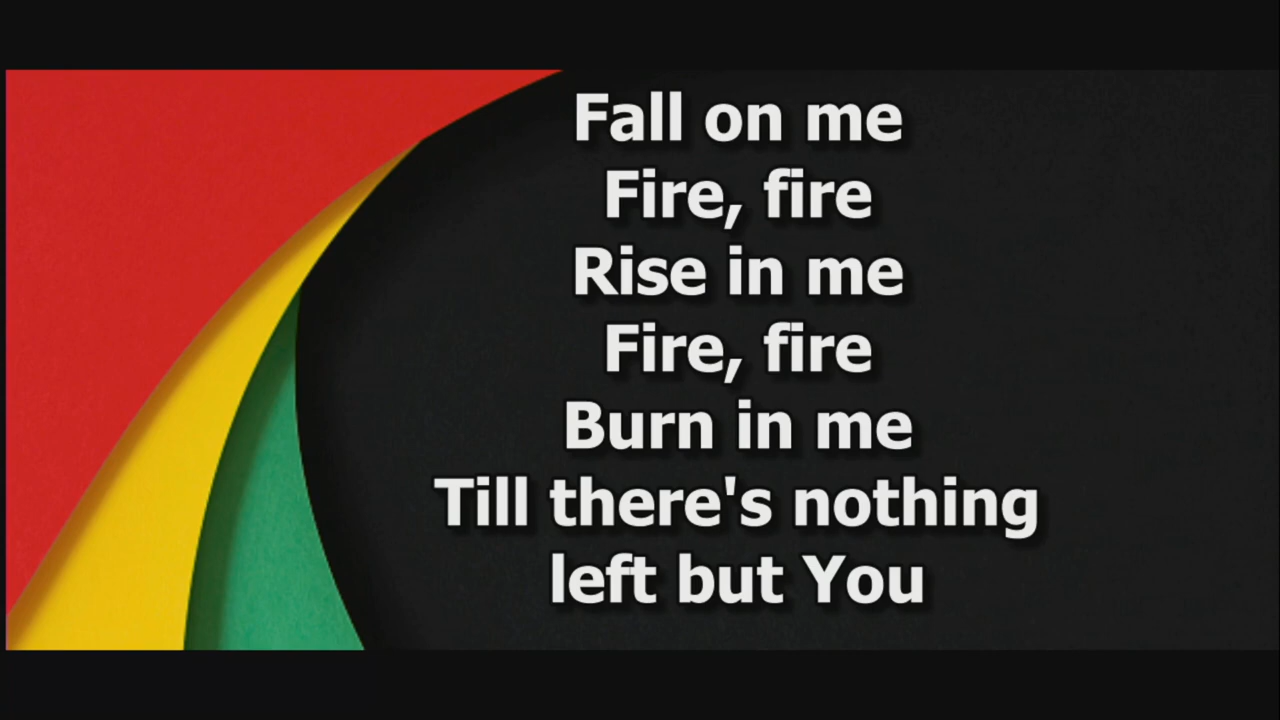 Fall on me
Fire, fire
Rise in me
Fire, fire
Burn in me
Till there's nothing
left but You